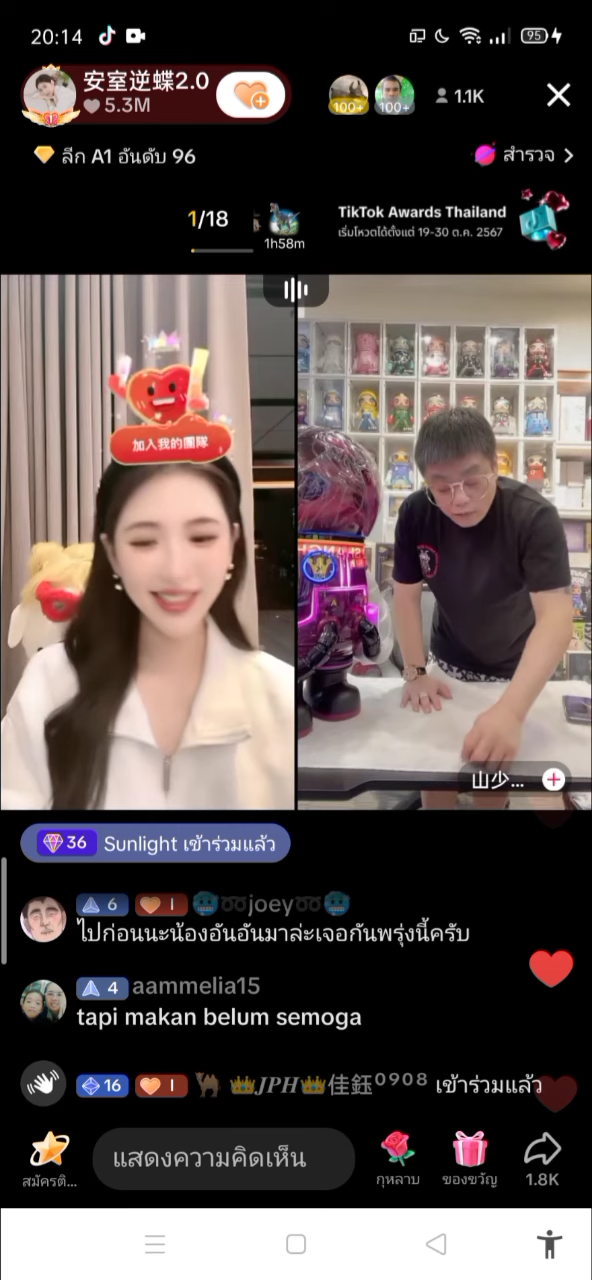 20:14
95
安室逆蝶2.0
5.3M
100+
100+
1.1K
ลีก A1 อันดับ 96
สำรวจ
1/18
1h58m
TikTok Awards Thailand
เริ่มโหวตได้ตั้งแต่ 19-30 ต.ค. 2567
加入我的團隊
山少...
36 Sunlight เข้าร่วมแล้ว
6 I joey
ไปก่อนนะน้องอันอันมาล่ะเจอกันพรุ่งนี้ครับ
4 aammelia15
tapi makan belum semoga
16 I JPH佳鈺⁰⁹⁰⁸ เข้าร่วมแล้ว
แสดงความคิดเห็น
สมัครติ...
กุหลาบ
ของขวัญ
1.8K